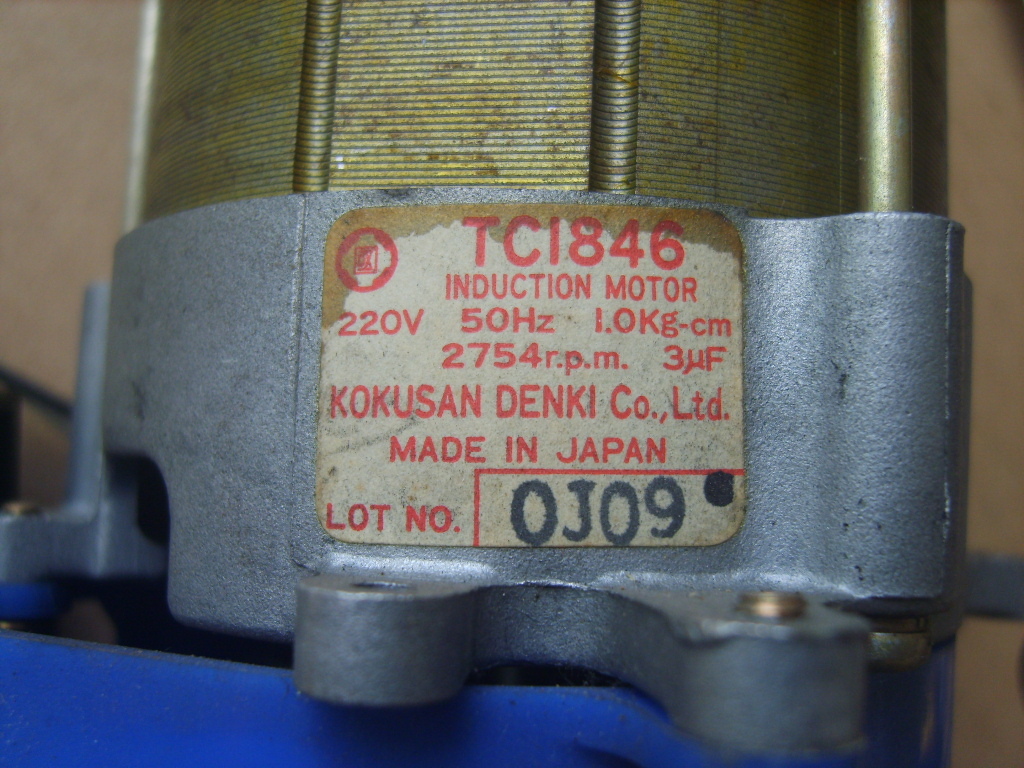 TC1846
INDUCTION MOTOR
220V 50Hz 1.0Kg-cm
2754r.p.m. 3µF
KOKUSAN DENKI Co.,Ltd.
MADE IN JAPAN
LOT NO. 0J09